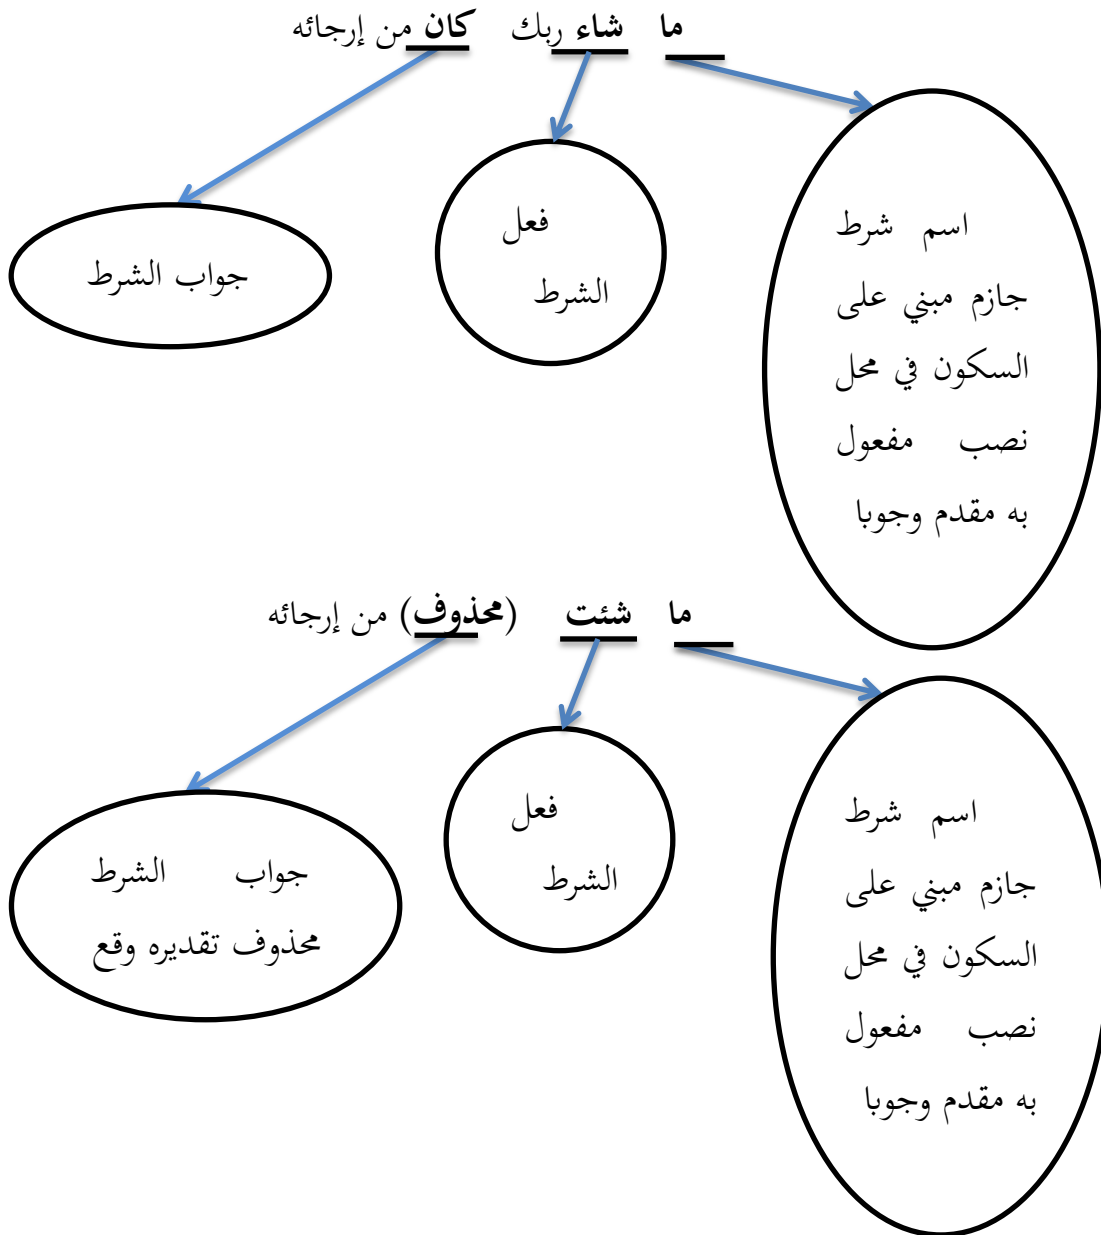 ما شاء ربك كان من إرجائه
اسم شرط
جازم مبني على
السكون في محل
نصب مفعول
به مقدم وجوبا
فعل
الشرط
جواب الشرط
ما شئت (محذوف) من إرجائه
اسم شرط
جازم مبني على
السكون في محل
نصب مفعول
به مقدم وجوبا
فعل
الشرط
جواب الشرط
محذوف تقديره وقع